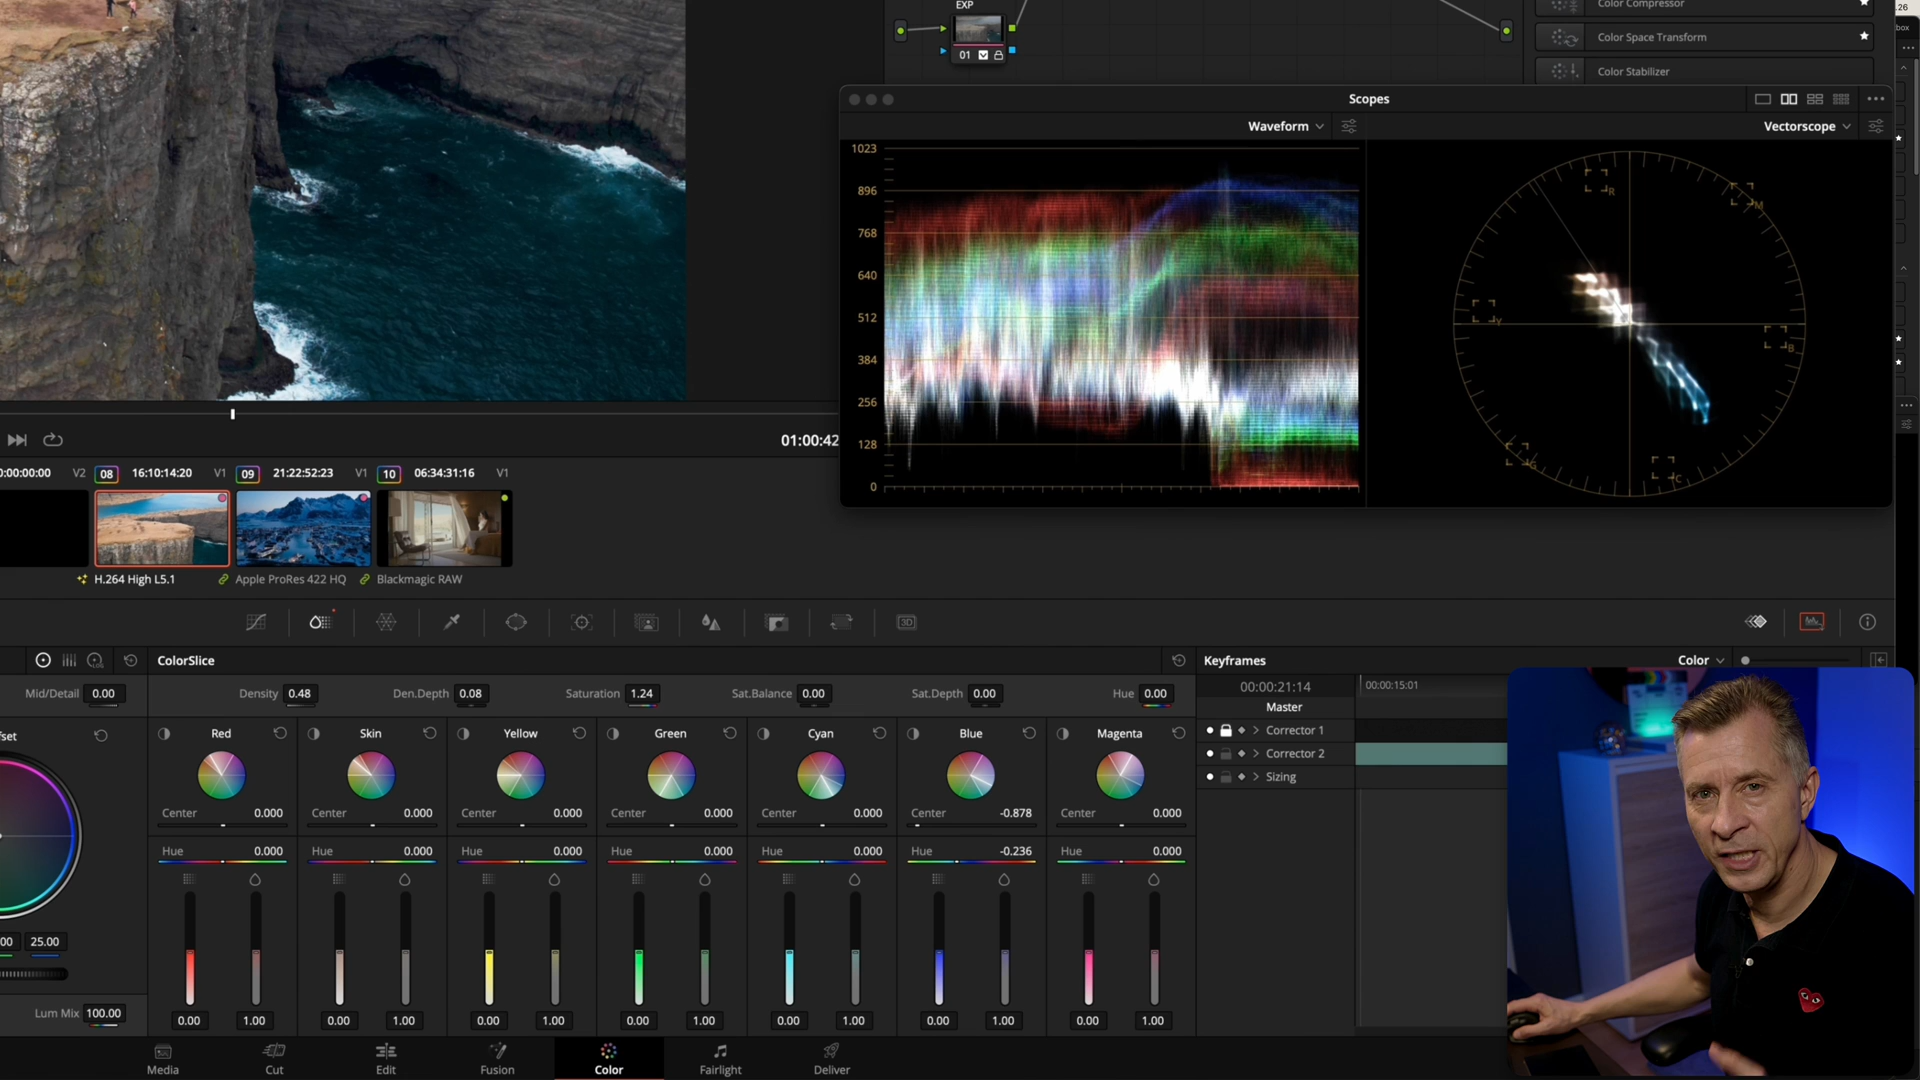 EXP
01
Color Compressor
Color Space Transform
Color Stabilizer
.26
box
Scopes
Waveform
Vectorscope
1023
896
768
640
512
384
256
128
0
R
M
Y
B
G
C
01:00:42
0:00:00:00
V2
08
16:10:14:20
V1
09
21:22:52:23
V1
10
06:34:31:16
V1
H.264 High L5.1
Apple ProRes 422 HQ
Blackmagic RAW
3D
LOG
ColorSlice
Keyframes
Color
Mid/Detail 0.00
Density 0.48
Den.Depth 0.08
Saturation 1.24
Sat.Balance 0.00
Sat.Depth 0.00
Hue 0.00
00:00:21:14
00:00:15:01
Master
Corrector 1
Corrector 2
Sizing
fset
Red
Skin
Yellow
Green
Cyan
Blue
Magenta
Center 0.000
Center 0.000
Center 0.000
Center 0.000
Center 0.000
Center -0.878
Center 0.000
Hue 0.000
Hue 0.000
Hue 0.000
Hue 0.000
Hue 0.000
Hue -0.236
Hue 0.000
00 25.00
Lum Mix 100.00
0.00 1.00
0.00 1.00
0.00 1.00
0.00 1.00
0.00 1.00
0.00 1.00
0.00 1.00
Media
Cut
Edit
Fusion
Color
Fairlight
Deliver